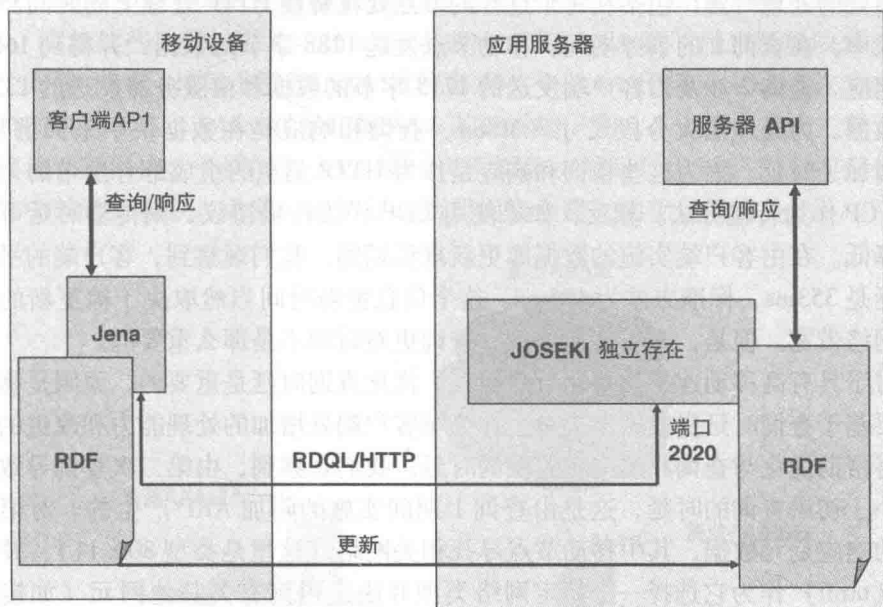 移动设备
应用服务器
客户端AP1
服务器 API
查询/响应
查询/响应
Jena
JOSEKI 独立存在
RDF
RDQL/HTTP
端口
2020
RDF
更新